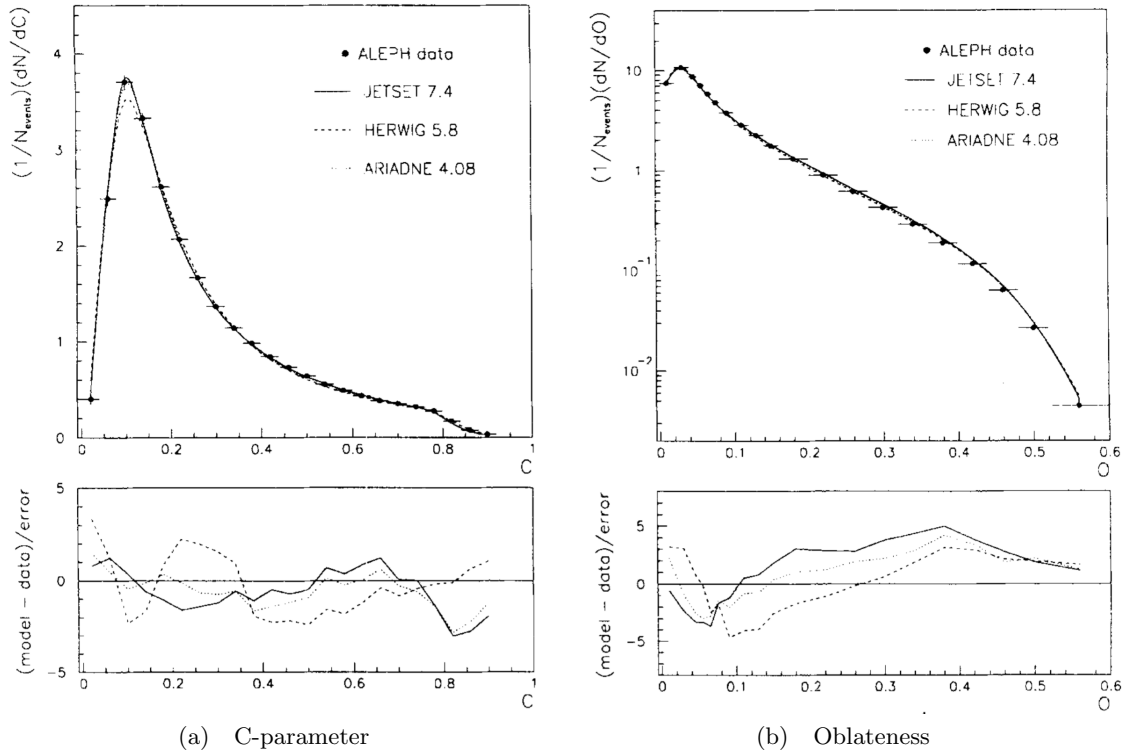 (1/N_events)(dN/dC)
4
3
2
1
0
ALEPH data
JETSET 7.4
HERWIG 5.8
ARIADNE 4.08
0 0.2 0.4 0.6 0.8 1
C
(model - data)/error
5
0
-5
0 0.2 0.4 0.6 0.8 1
C
(a) C-parameter
(1/N_events)(dN/dO)
10
1
10^-1
10^-2
ALEPH data
JETSET 7.4
HERWIG 5.8
ARIADNE 4.08
0 0.1 0.2 0.3 0.4 0.5 0.6
O
(model - data)/error
5
0
-5
0 0.1 0.2 0.3 0.4 0.5 0.6
O
(b) Oblateness